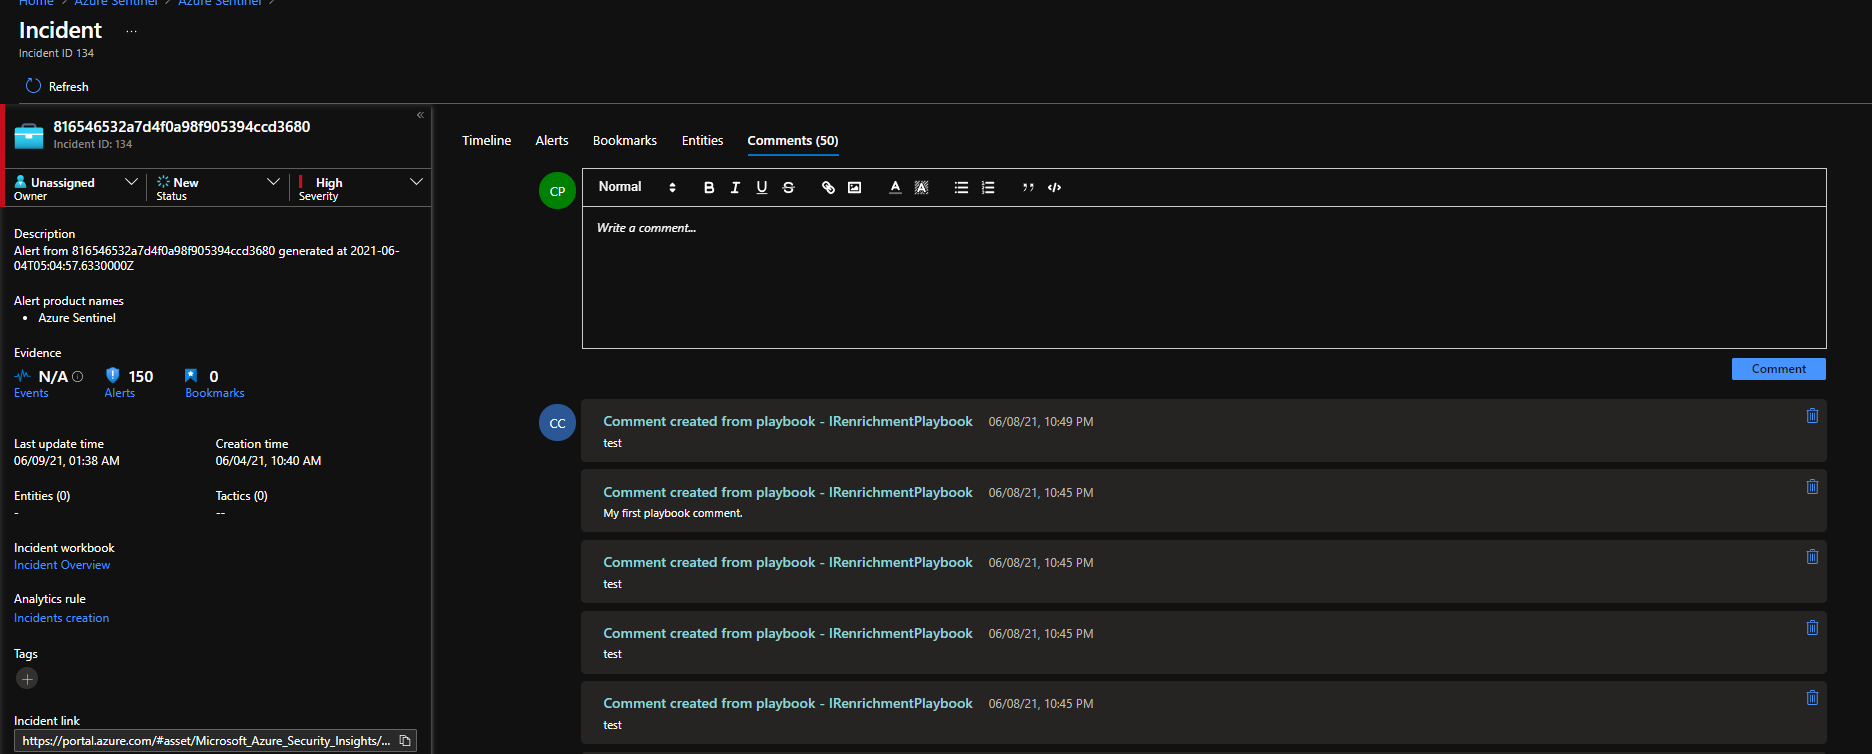 Home > Azure Sentinel > Azure Sentinel >
Incident ...
Incident ID 134
Refresh
816546532a7d4f0a98f905394ccd3680
Incident ID: 134
Unassigned
Owner
New
Status
High
Severity
Description
Alert from 816546532a7d4f0a98f905394ccd3680 generated at 2021-06-
04T05:04:57.6330000Z
Alert product names
• Azure Sentinel
Evidence
N/A
Events
150
Alerts
0
Bookmarks
Last update time
06/09/21, 01:38 AM
Creation time
06/04/21, 10:40 AM
Entities (0)
-
Tactics (0)
--
Incident workbook
Incident Overview
Analytics rule
Incidents creation
Tags
Incident link
https://portal.azure.com/#asset/Microsoft_Azure_Security_Insights/...
Timeline Alerts Bookmarks Entities Comments (50)
CP
Normal B I U S A A ” </>
Write a comment...
Comment
CC
Comment created from playbook - IRenrichmentPlaybook 06/08/21, 10:49 PM
test
Comment created from playbook - IRenrichmentPlaybook 06/08/21, 10:45 PM
My first playbook comment.
Comment created from playbook - IRenrichmentPlaybook 06/08/21, 10:45 PM
test
Comment created from playbook - IRenrichmentPlaybook 06/08/21, 10:45 PM
test
Comment created from playbook - IRenrichmentPlaybook 06/08/21, 10:45 PM
test